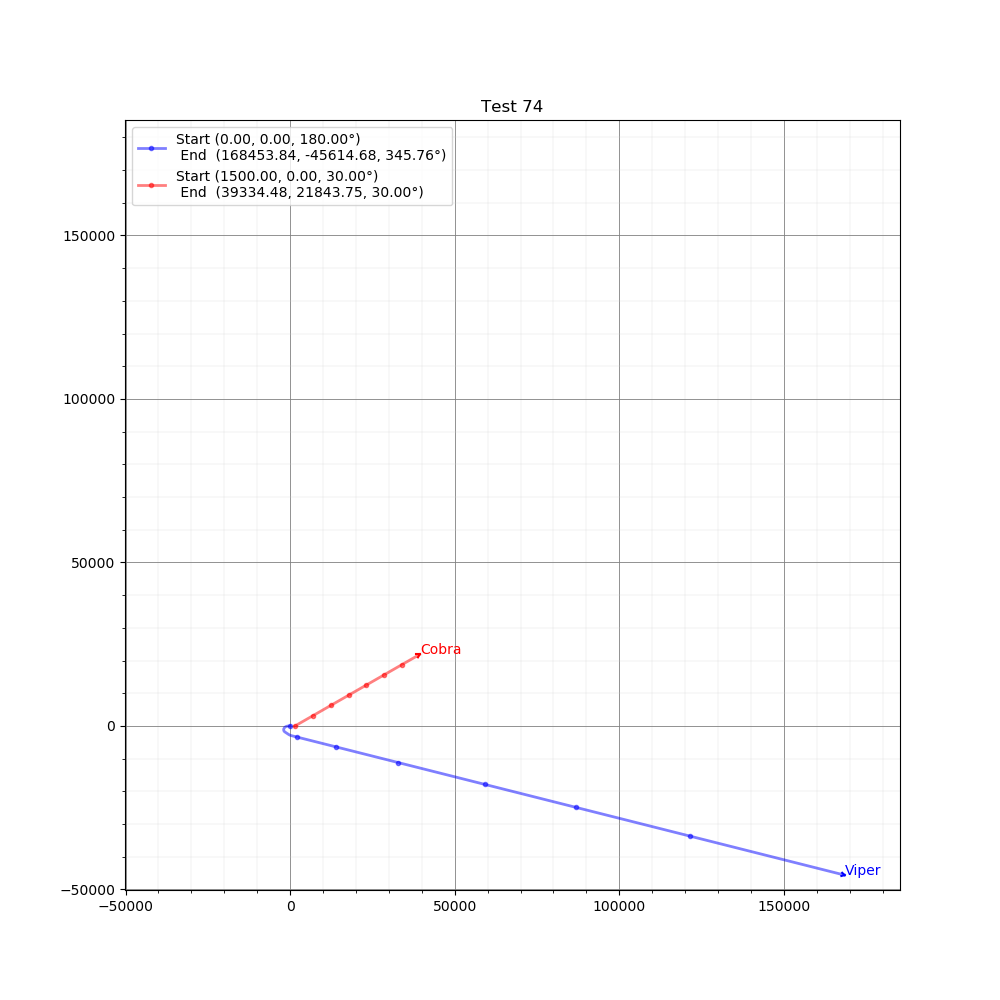 Test 74
Start (0.00, 0.00, 180.00°)
End (168453.84, -45614.68, 345.76°)
Start (1500.00, 0.00, 30.00°)
End (39334.48, 21843.75, 30.00°)
150000
100000
50000
Cobra
0
Viper
−50000
−50000 0 50000 100000 150000